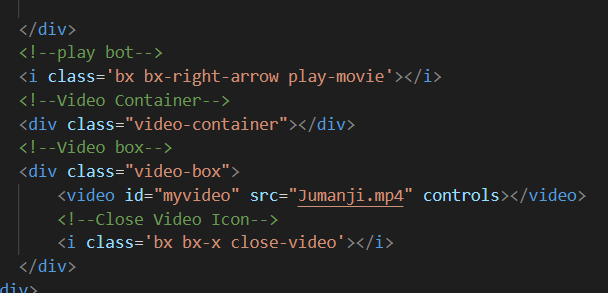 </div>
<!--play bot-->
<i class='bx bx-right-arrow play-movie'></i>
<!--Video Container-->
<div class="video-container"></div>
<!--Video box-->
<div class="video-box">
<video id="myvideo" src="Jumanji.mp4" controls></video>
<!--Close Video Icon-->
<i class='bx bx-x close-video'></i>
</div>
div>